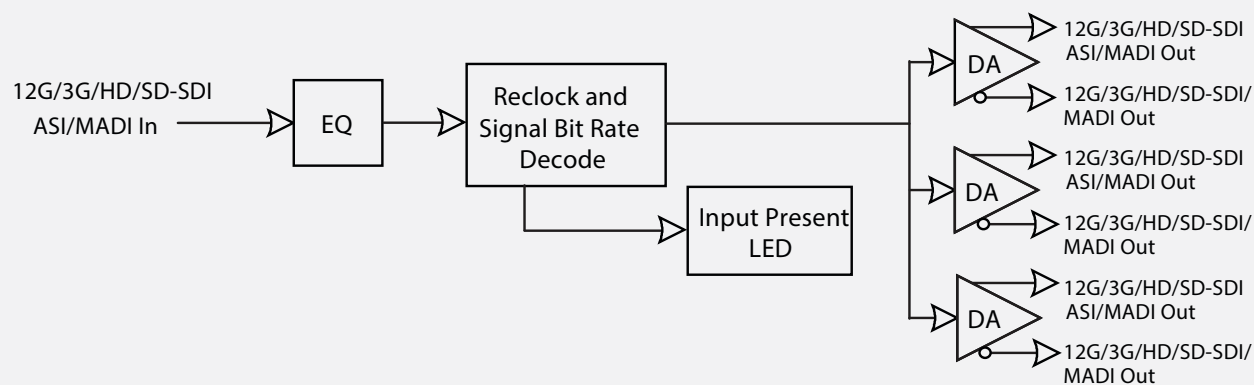 12G/3G/HD/SD-SDI
ASI/MADI In
EQ
Reclock and
Signal Bit Rate
Decode
Input Present
LED
DA
12G/3G/HD/SD-SDI
ASI/MADI Out
12G/3G/HD/SD-SDI/
MADI Out
DA
12G/3G/HD/SD-SDI
ASI/MADI Out
12G/3G/HD/SD-SDI/
MADI Out
DA
12G/3G/HD/SD-SDI
ASI/MADI Out
12G/3G/HD/SD-SDI/
MADI Out